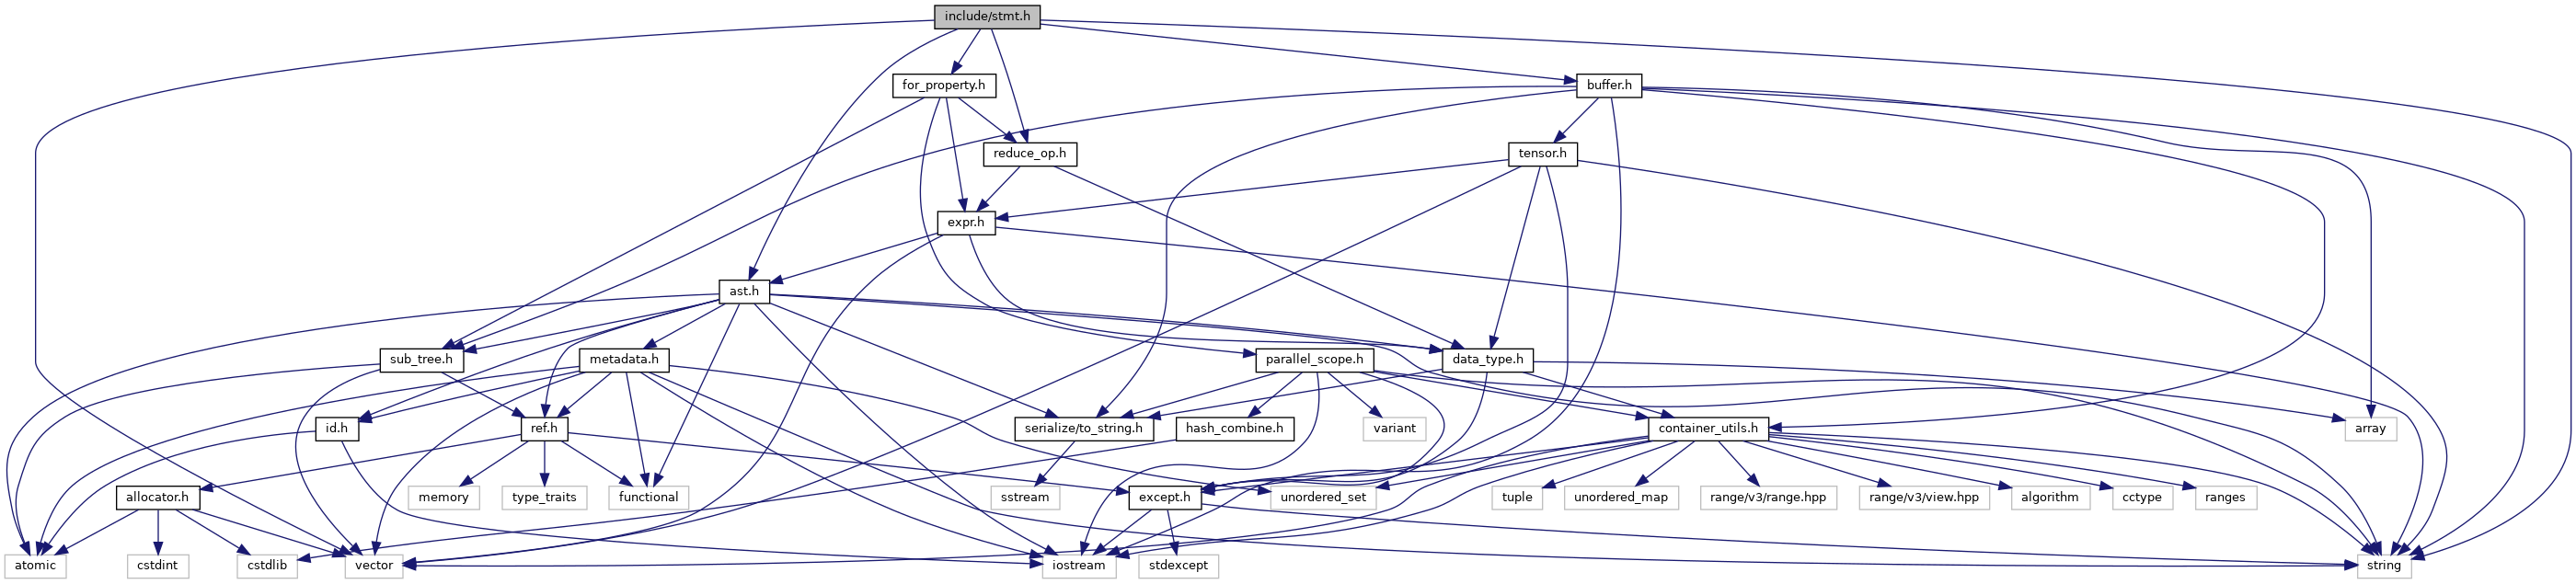 include/stmt.h
for_property.h
buffer.h
reduce_op.h
tensor.h
expr.h
ast.h
sub_tree.h
metadata.h
parallel_scope.h
data_type.h
id.h
ref.h
serialize/to_string.h
hash_combine.h
variant
container_utils.h
array
allocator.h
memory
type_traits
functional
sstream
except.h
unordered_set
tuple
unordered_map
range/v3/range.hpp
range/v3/view.hpp
algorithm
cctype
ranges
atomic
cstdint
cstdlib
vector
iostream
stdexcept
string